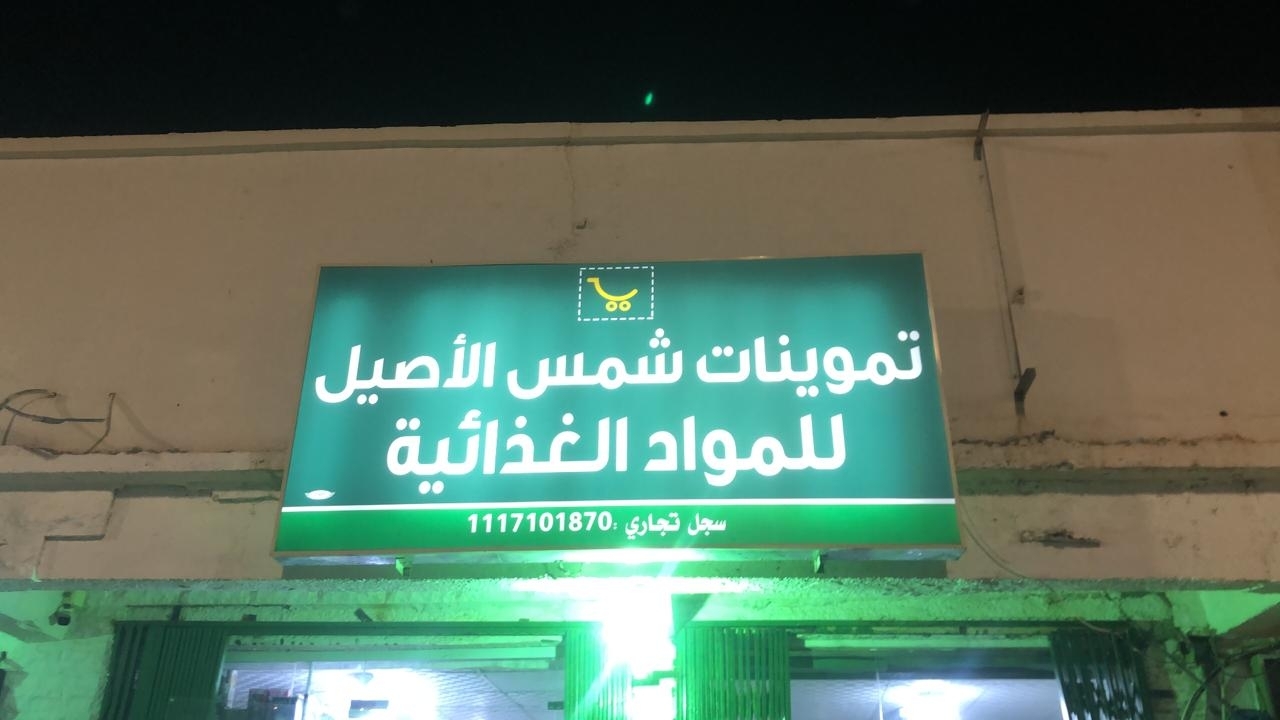 تموينات شمس الأصيل
للمواد الغذائية
سجل تجاري :1117101870